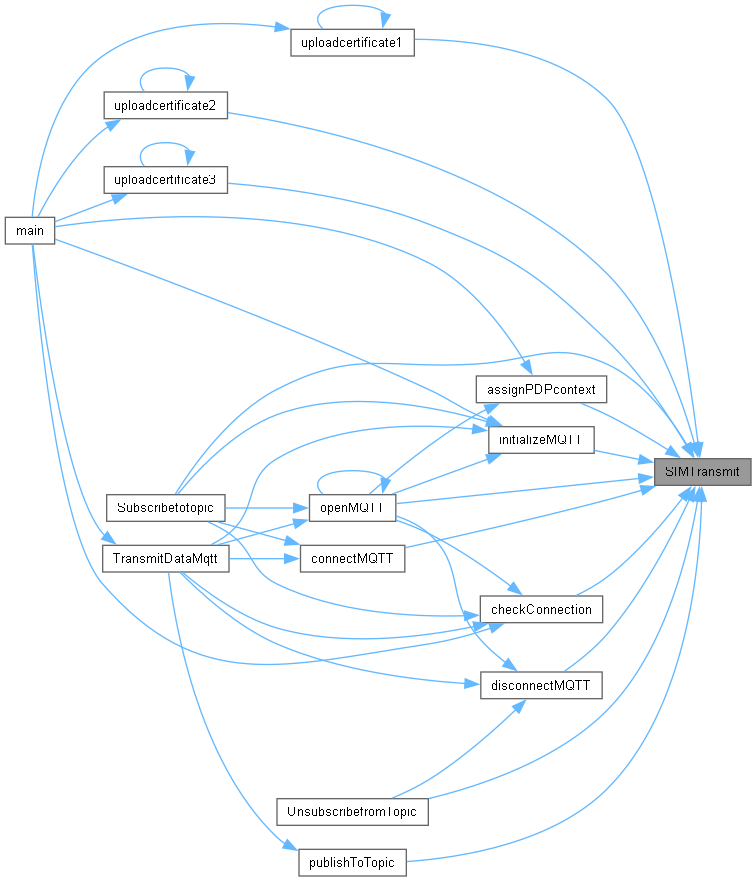 uploadcertificate1
uploadcertificate2
uploadcertificate3
main
assignPDPcontext
initializeMQTT
SIMTransmit
Subscribetotopic
openMQTT
TransmitDataMqtt
connectMQTT
checkConnection
disconnectMQTT
UnsubscribefromTopic
publishToTopic